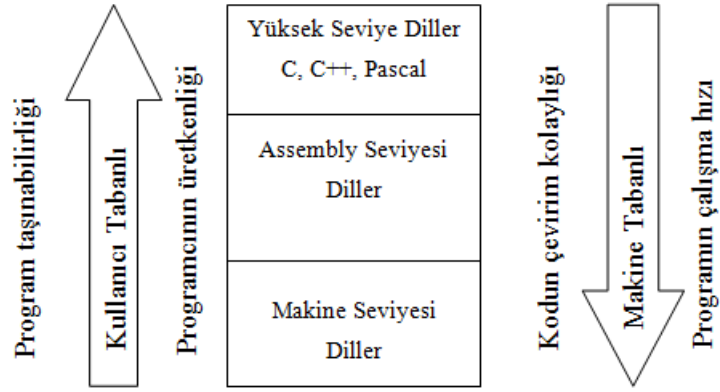 Program taşınabilirliği
Kullanıcı Tabanlı
Programcının üretkenliği
Yüksek Seviye Diller
C, C++, Pascal
Assembly Seviyesi
Diller
Makine Seviyesi
Diller
Kodun çevirim kolaylığı
Makine Tabanlı
Programın çalışma hızı